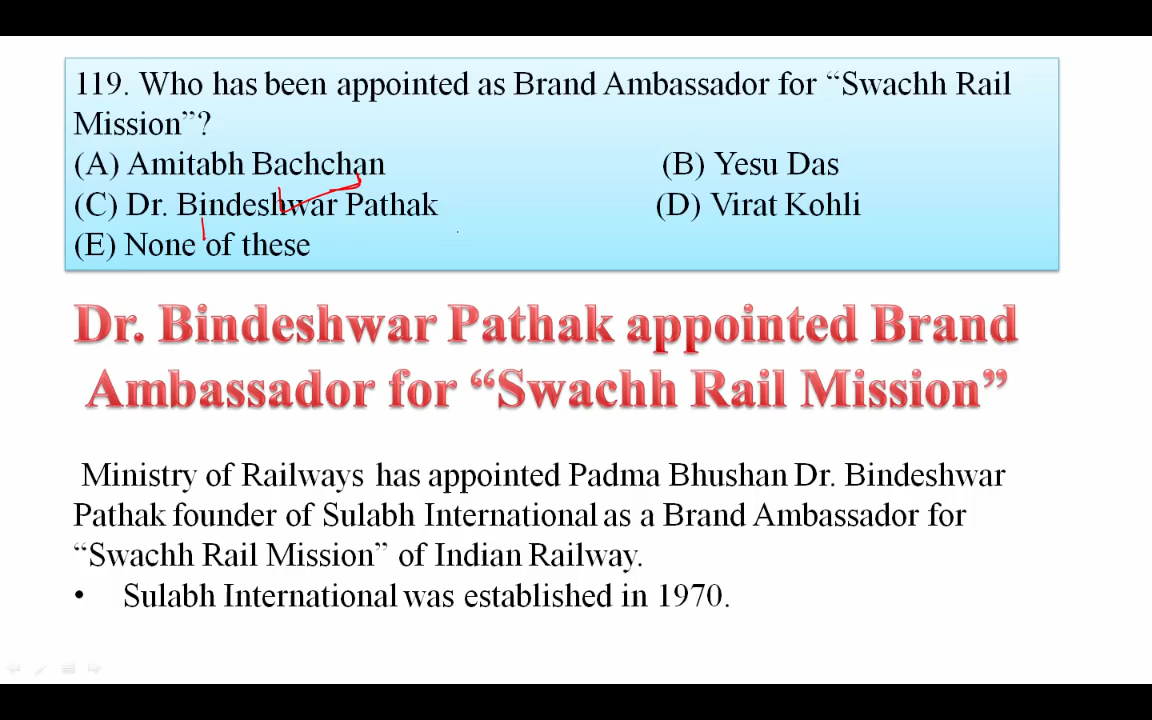 119. Who has been appointed as Brand Ambassador for “Swachh Rail
Mission”?
(A) Amitabh Bachchan (B) Yesu Das
(C) Dr. Bindeshwar Pathak (D) Virat Kohli
(E) None of these
Dr. Bindeshwar Pathak appointed Brand
Ambassador for “Swachh Rail Mission”
Ministry of Railways has appointed Padma Bhushan Dr. Bindeshwar
Pathak founder of Sulabh International as a Brand Ambassador for
“Swachh Rail Mission” of Indian Railway.
• Sulabh International was established in 1970.